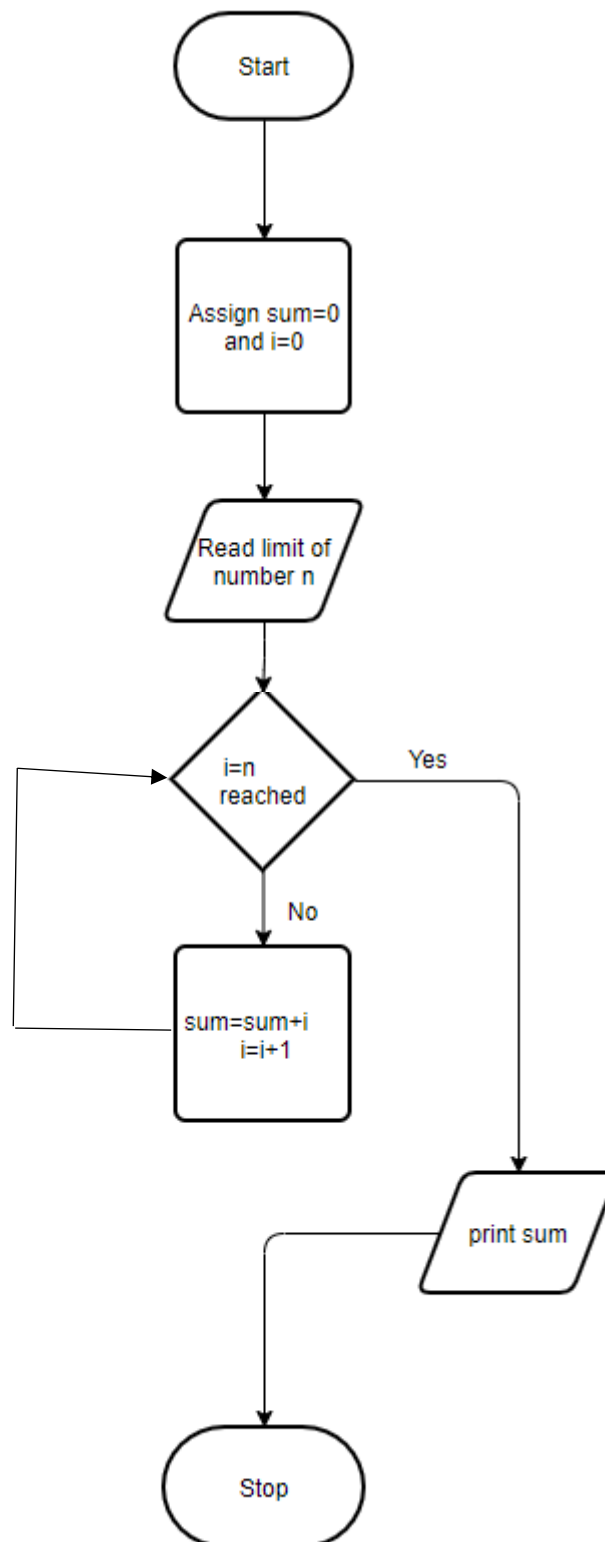 Start
Assign sum=0
and i=0
Read limit of
number n
i=n
reached
Yes
No
sum=sum+i
i=i+1
print sum
Stop